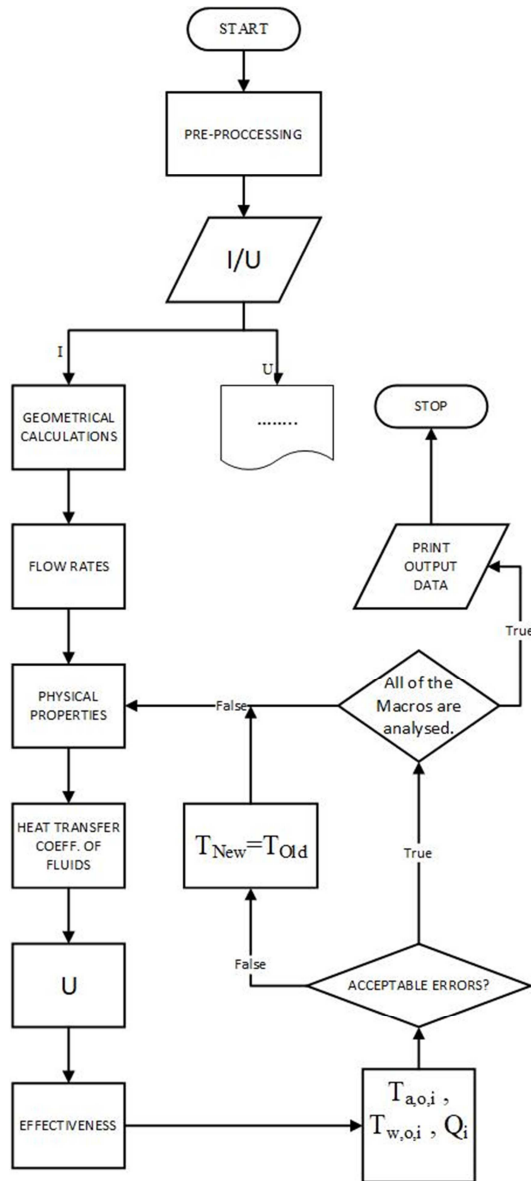 START
PRE-PROCCESSING
I/U
I
U
GEOMETRICAL
CALCULATIONS
........
STOP
FLOW RATES
PRINT
OUTPUT
DATA
True
PHYSICAL
PROPERTIES
False
All of the
Macros are
analysed.
HEAT TRANSFER
COEFF. OF
FLUIDS
T_New=T_Old
True
U
False
ACCEPTABLE ERRORS?
EFFECTIVENESS
T_a,o,i ,
T_w,o,i , Q_i